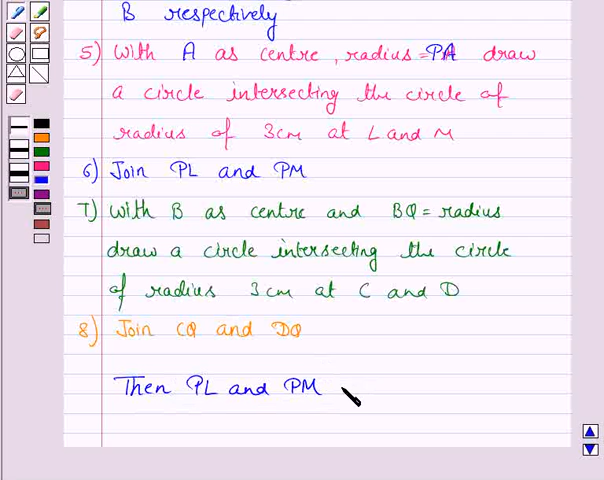 B respectively
5) With A as centre, radius = PA draw
a circle intersecting the circle of
radius of 3cm at L and M
6) Join PL and PM
7) With B as centre and BQ = radius
draw a circle intersecting the circle
of radius 3cm at C and D
8) Join CQ and DQ
Then PL and PM